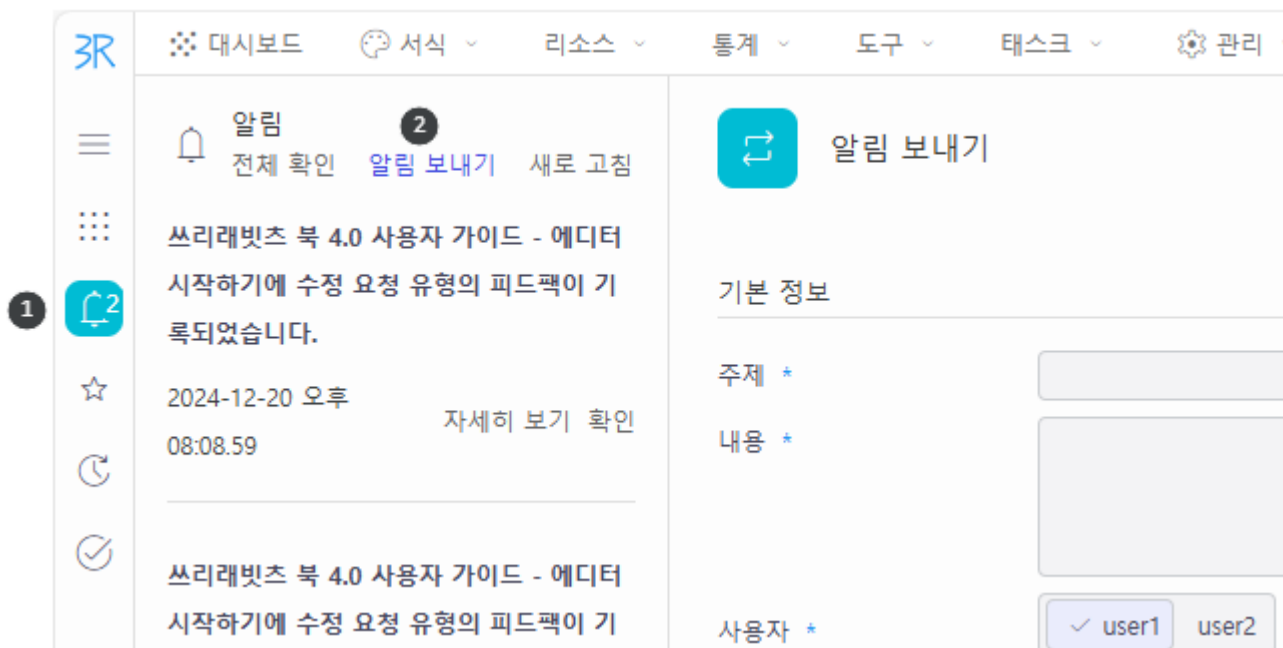 3R
대시보드 서식 리소스 통계 도구 태스크 관리
알림
2
전체 확인 알림 보내기 새로 고침
알림 보내기
쓰리래빗츠 북 4.0 사용자 가이드 - 에디터
시작하기에 수정 요청 유형의 피드팩이 기
록되었습니다.
1
2
2024-12-20 오후
08:08.59
자세히 보기 확인
쓰리래빗츠 북 4.0 사용자 가이드 - 에디터
시작하기에 수정 요청 유형의 피드팩이 기
기본 정보
주제 *
내용 *
사용자 *
user1 user2